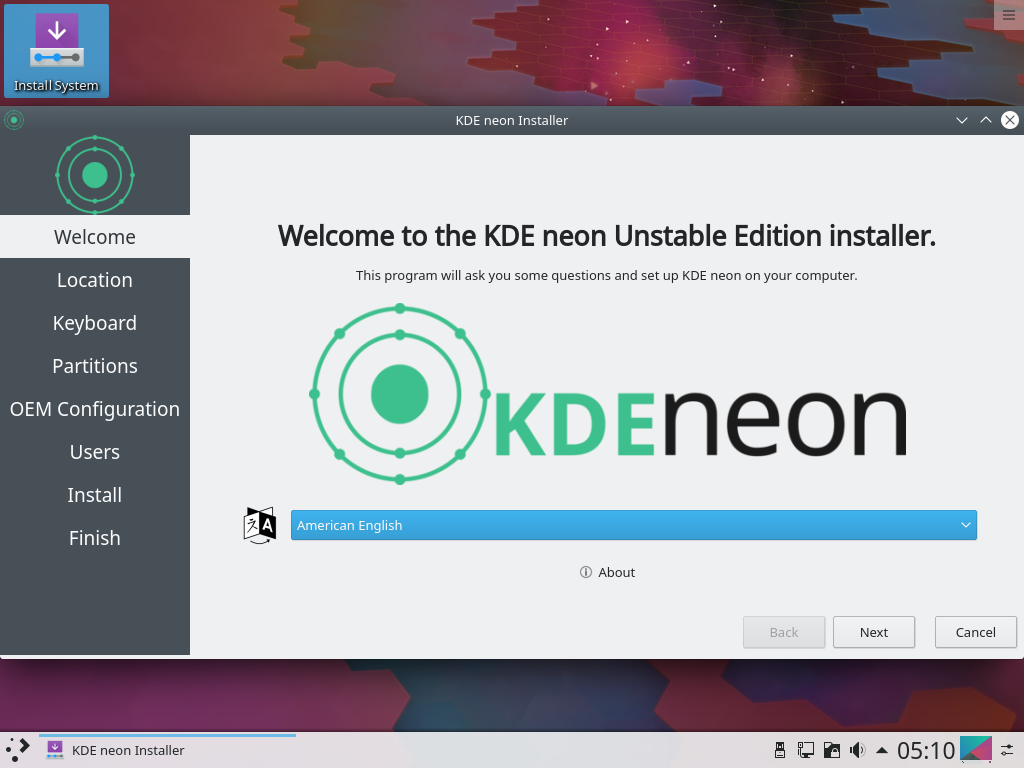 Install System
KDE neon Installer
Welcome
Location
Keyboard
Partitions
OEM Configuration
Users
Install
Finish
Welcome to the KDE neon Unstable Edition installer.
This program will ask you some questions and set up KDE neon on your computer.
KDEneon
文 A
American English
About
Back
Next
Cancel
KDE neon Installer
05:10